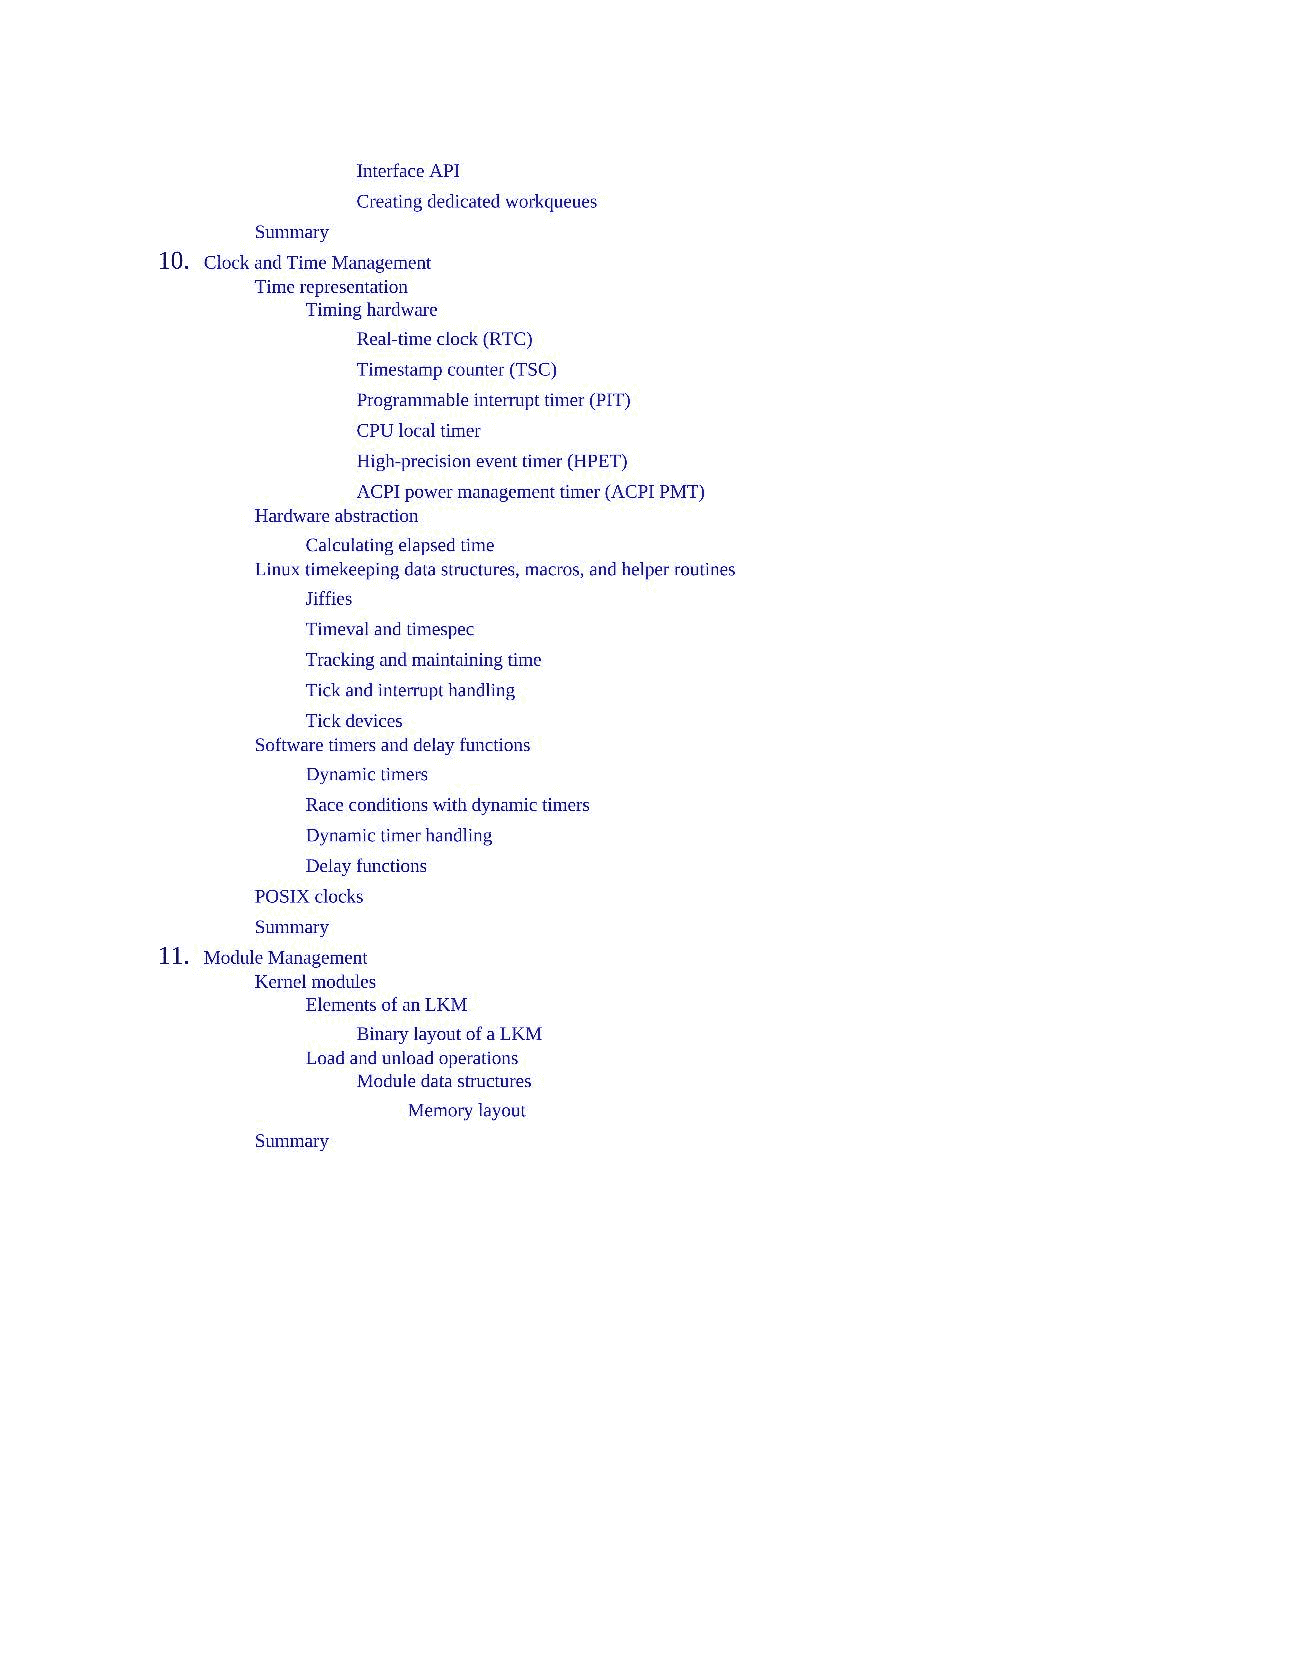 Interface API
Creating dedicated workqueues
Summary
10. Clock and Time Management
Time representation
Timing hardware
Real-time clock (RTC)
Timestamp counter (TSC)
Programmable interrupt timer (PIT)
CPU local timer
High-precision event timer (HPET)
ACPI power management timer (ACPI PMT)
Hardware abstraction
Calculating elapsed time
Linux timekeeping data structures, macros, and helper routines
Jiffies
Timeval and timespec
Tracking and maintaining time
Tick and interrupt handling
Tick devices
Software timers and delay functions
Dynamic timers
Race conditions with dynamic timers
Dynamic timer handling
Delay functions
POSIX clocks
Summary
11. Module Management
Kernel modules
Elements of an LKM
Binary layout of a LKM
Load and unload operations
Module data structures
Memory layout
Summary